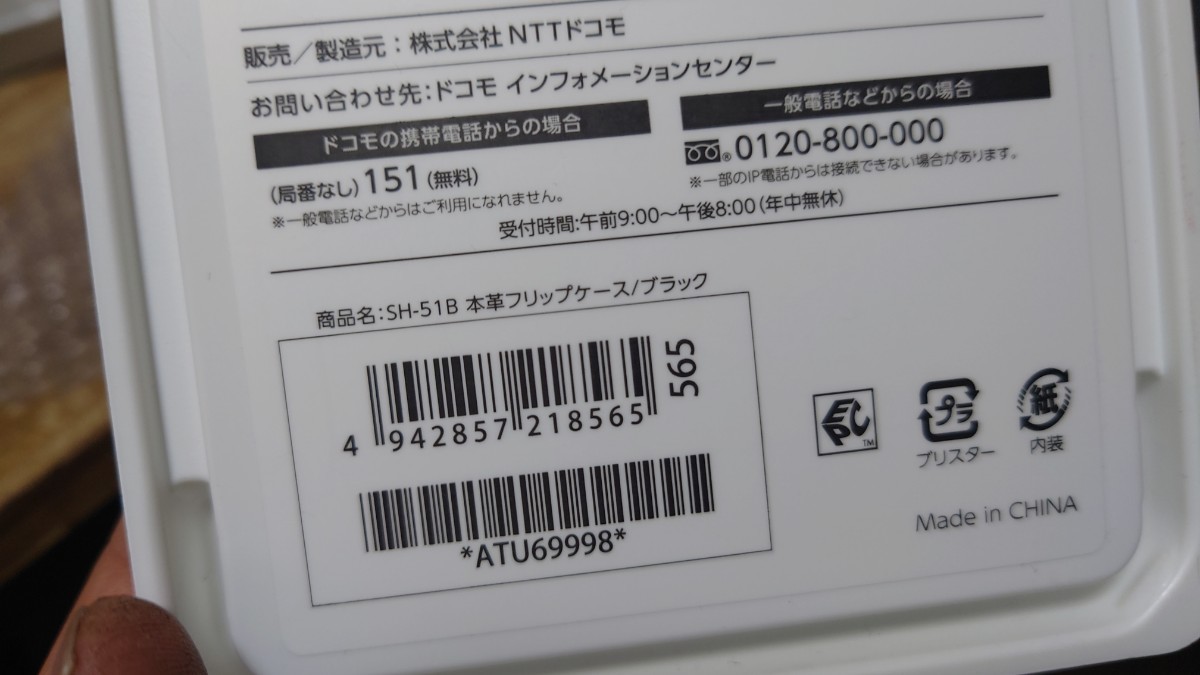 販売／製造元：株式会社 NTTドコモ
お問い合わせ先：ドコモ インフォメーションセンター
ドコモの携帯電話からの場合
(局番なし)151(無料)
※一般電話などからはご利用になれません。
一般電話などからの場合
®0120-800-000
※一部のIP電話からは接続できない場合があります。
受付時間：午前9:00～午後8:00(年中無休)
商品名：SH-51B 本革フリップケース/ブラック
565
4 942857 218565
*ATU69998*
ELPC™
プラ
ブリスター
紙
内装
Made in CHINA